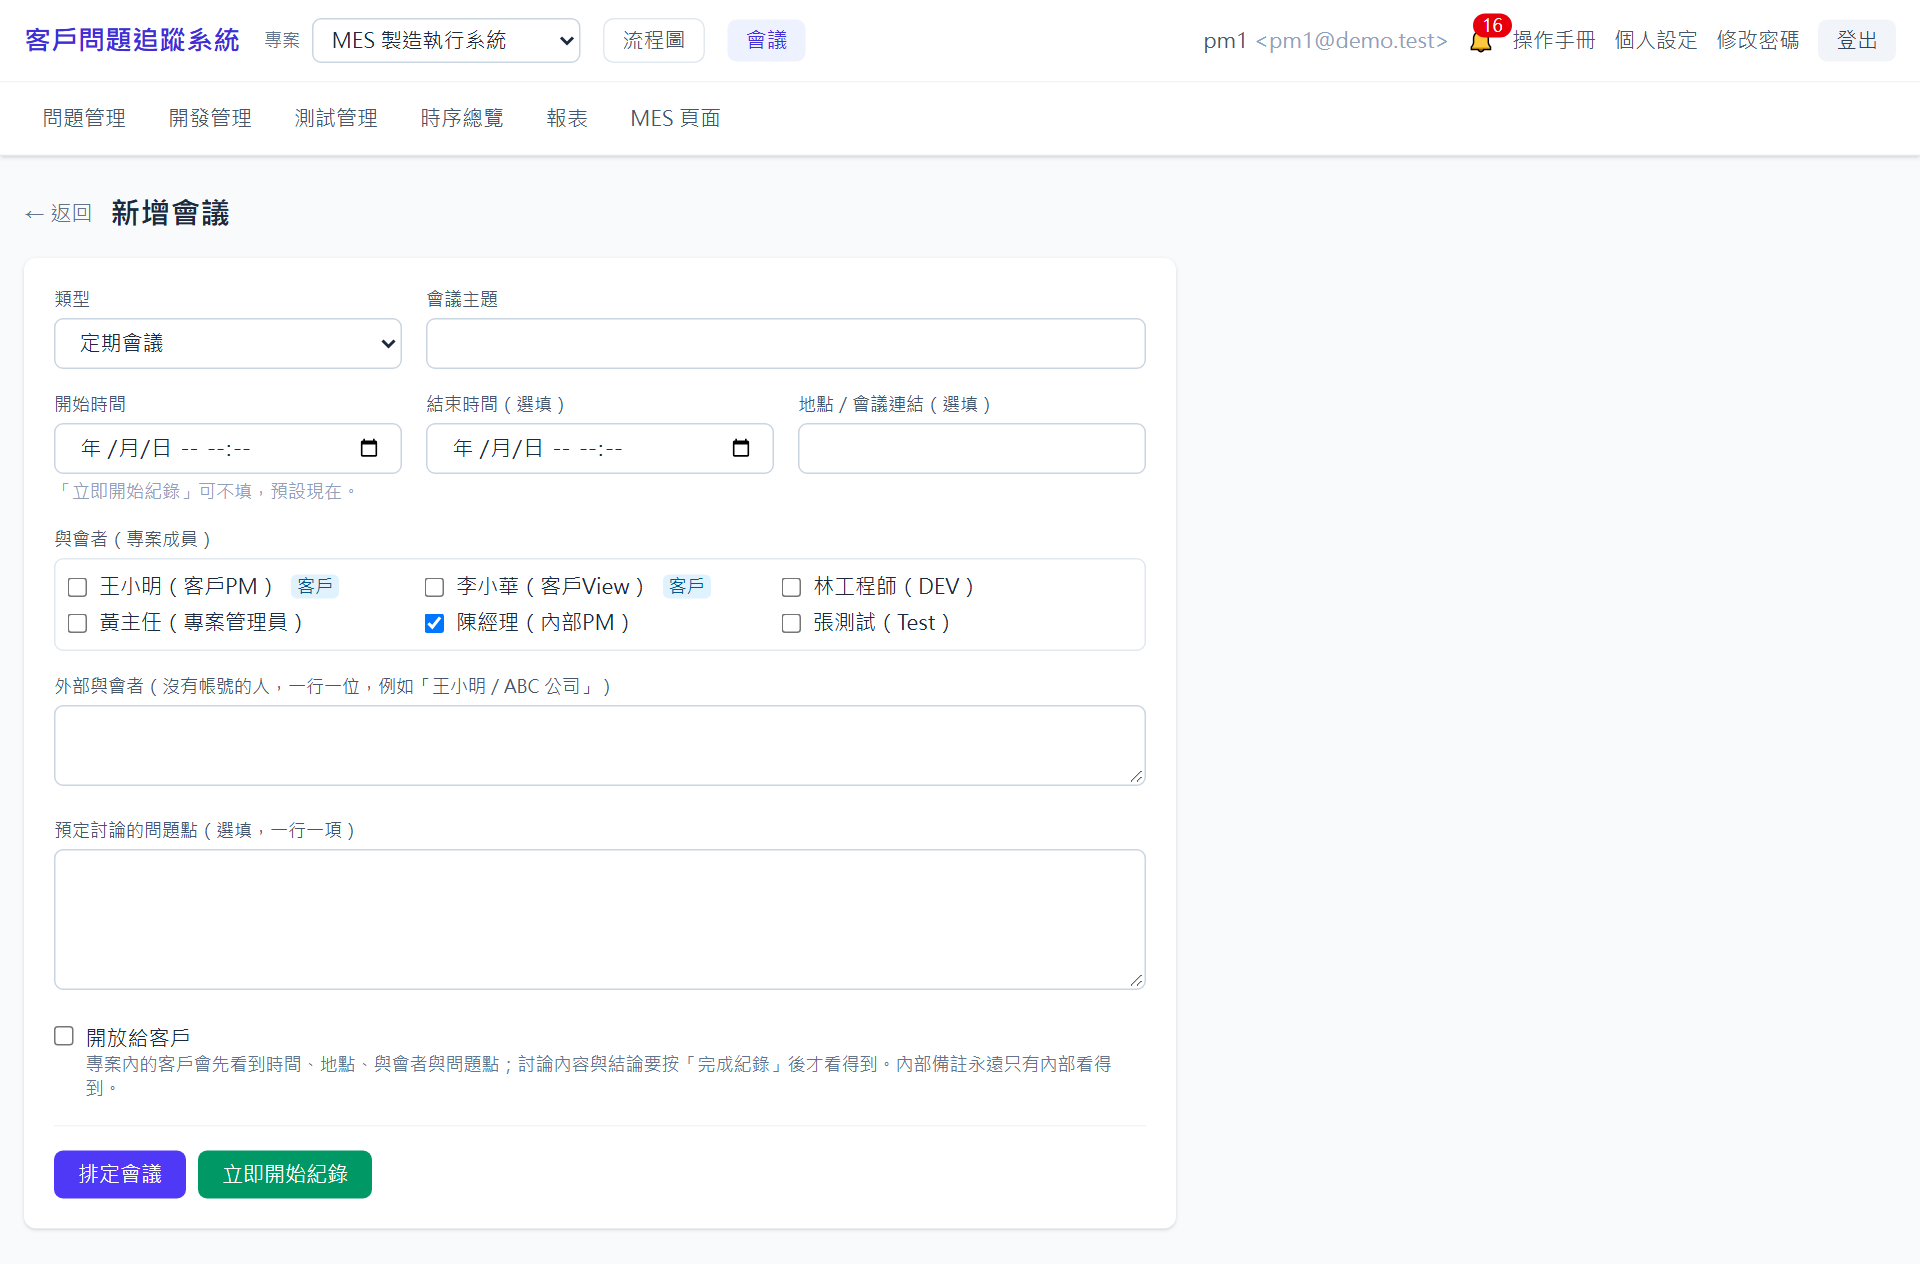 客戶問題追蹤系統 專案 MES 製造執行系統 流程圖 會議 pm1 <pm1@demo.test> 16 操作手冊 個人設定 修改密碼 登出
問題管理 開發管理 測試管理 時序總覽 報表 MES 頁面
← 返回 新增會議
類型 會議主題
定期會議
開始時間 結束時間（選填） 地點 / 會議連結（選填）
年 /月/日 -- --:-- 年 /月/日 -- --:--
「立即開始紀錄」可不填，預設現在。
與會者（專案成員）
王小明（客戶PM） 客戶 李小華（客戶View） 客戶 林工程師（DEV）
黃主任（專案管理員） 陳經理（內部PM） 張測試（Test）
外部與會者（沒有帳號的人，一行一位，例如「王小明 / ABC 公司」）
預定討論的問題點（選填，一行一項）
開放給客戶
專案內的客戶會先看到時間、地點、與會者與問題點；討論內容與結論要按「完成紀錄」後才看得到。內部備註永遠只有內部看得
到。
排定會議 立即開始紀錄